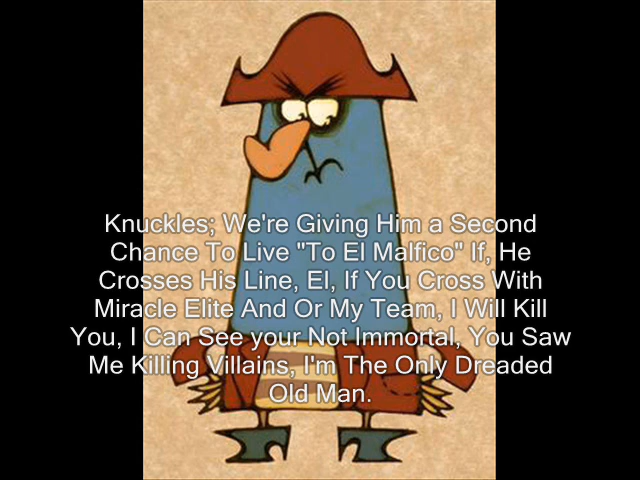 Knuckles; We're Giving Him a Second
Chance To Live "To El Malfico" If, He
Crosses His Line, El, If You Cross With
Miracle Elite And Or My Team, I Will Kill
You, I Can See your Not Immortal, You Saw
Me Killing Villains, I'm The Only Dreaded
Old Man.